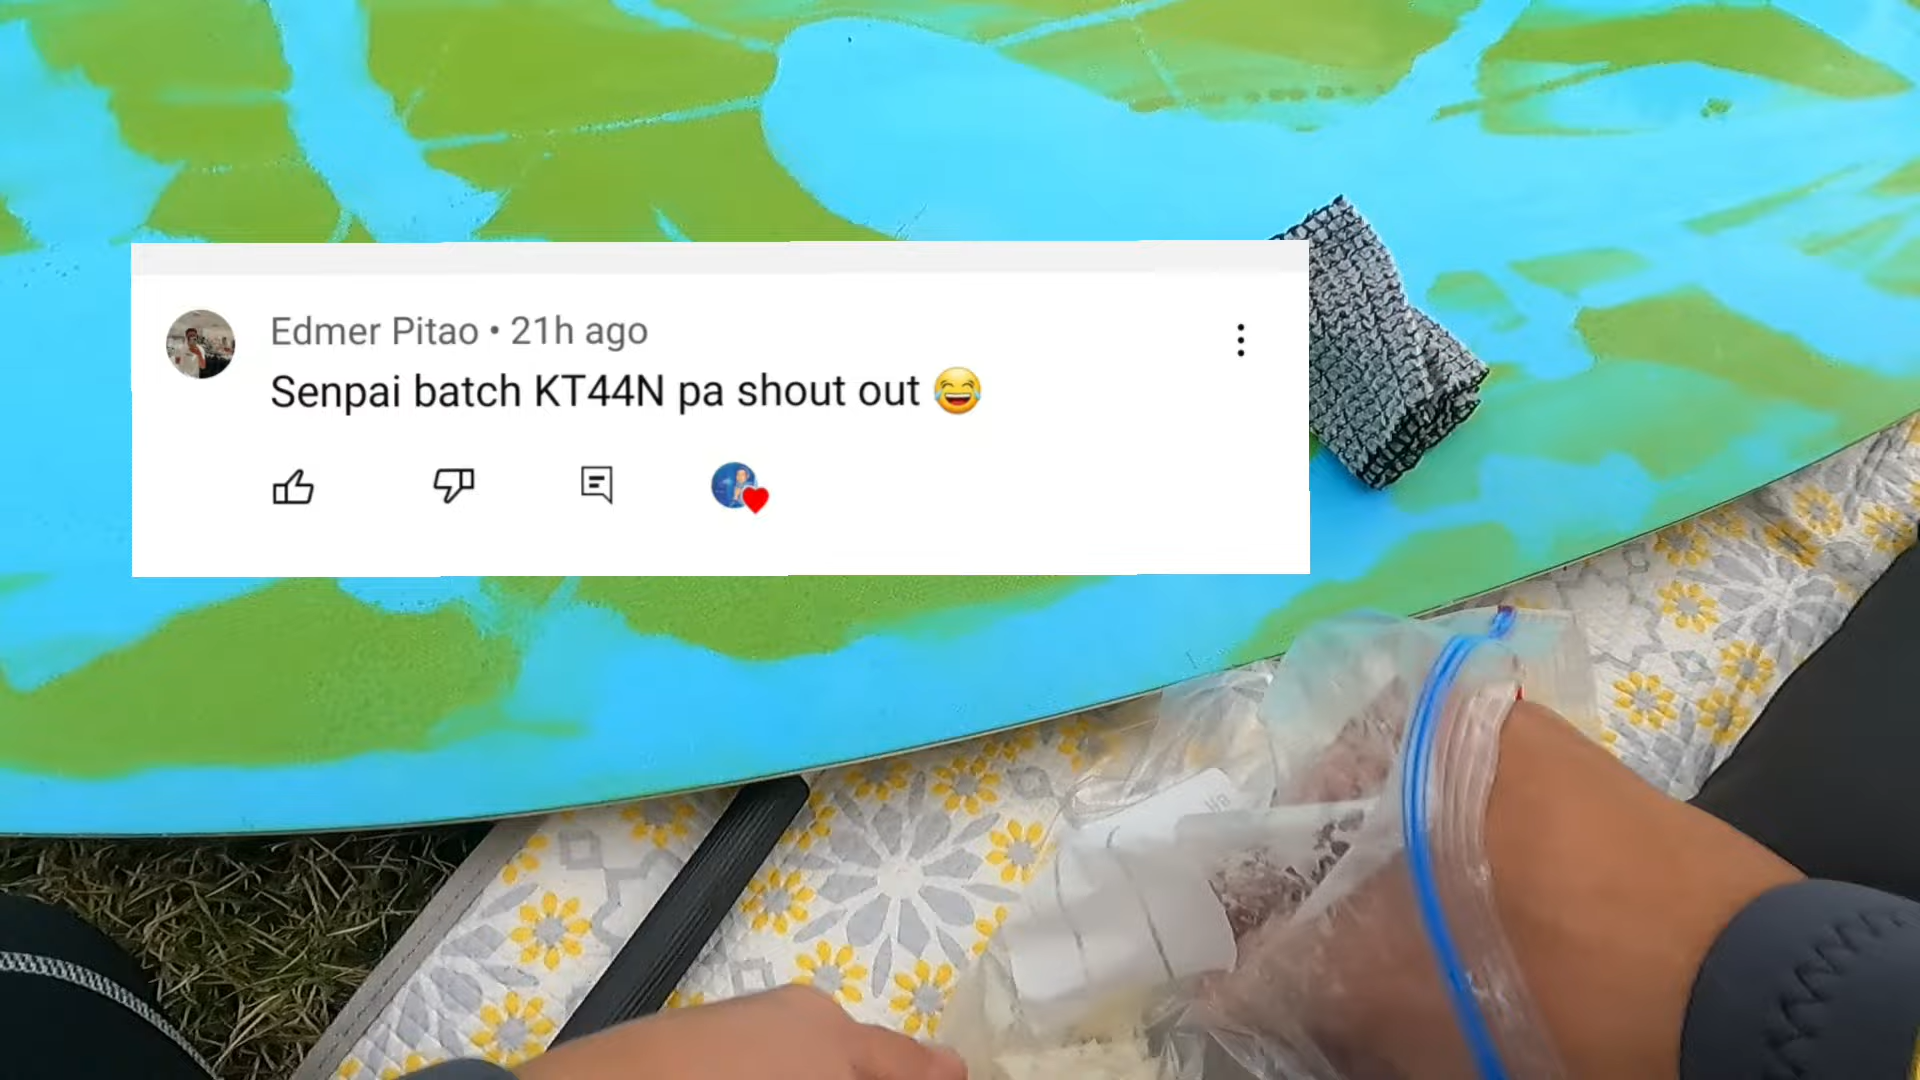 Edmer Pitao • 21h ago
Senpai batch KT44N pa shout out 😂